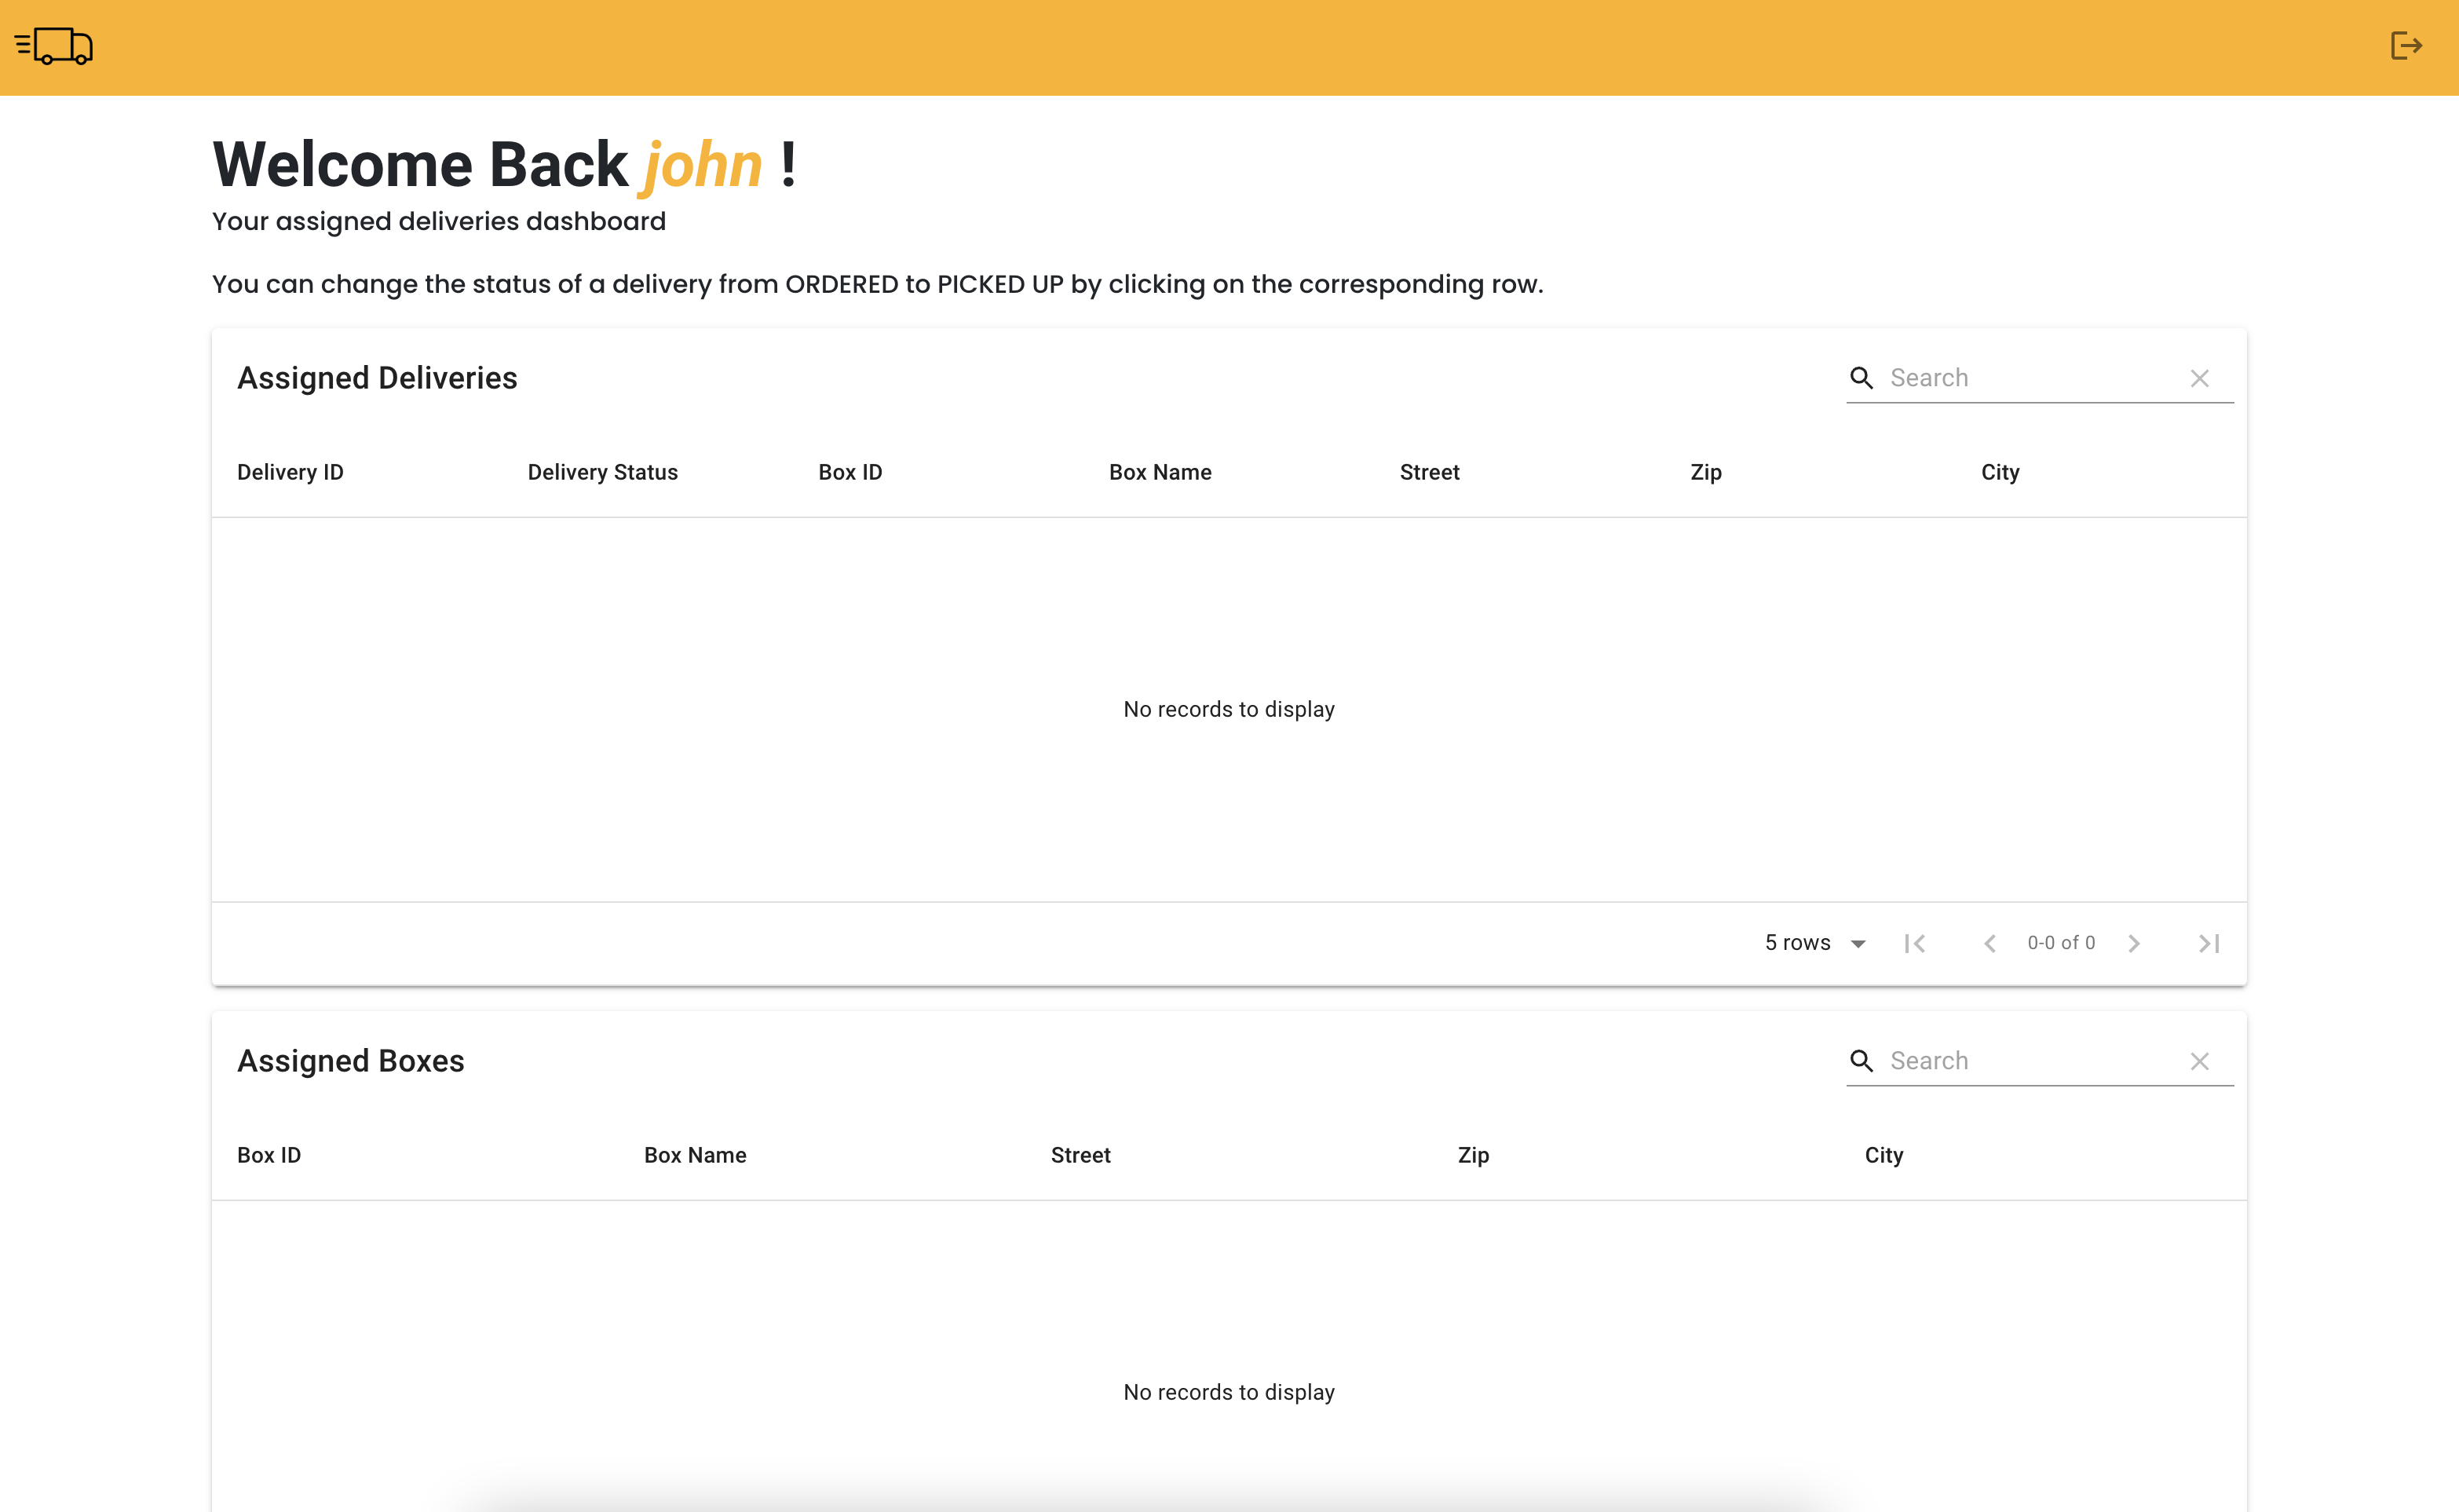 Welcome Back john !
Your assigned deliveries dashboard
You can change the status of a delivery from ORDERED to PICKED UP by clicking on the corresponding row.
Assigned Deliveries
Search
Delivery ID Delivery Status Box ID Box Name Street Zip City
No records to display
5 rows 0-0 of 0
Assigned Boxes
Search
Box ID Box Name Street Zip City
No records to display